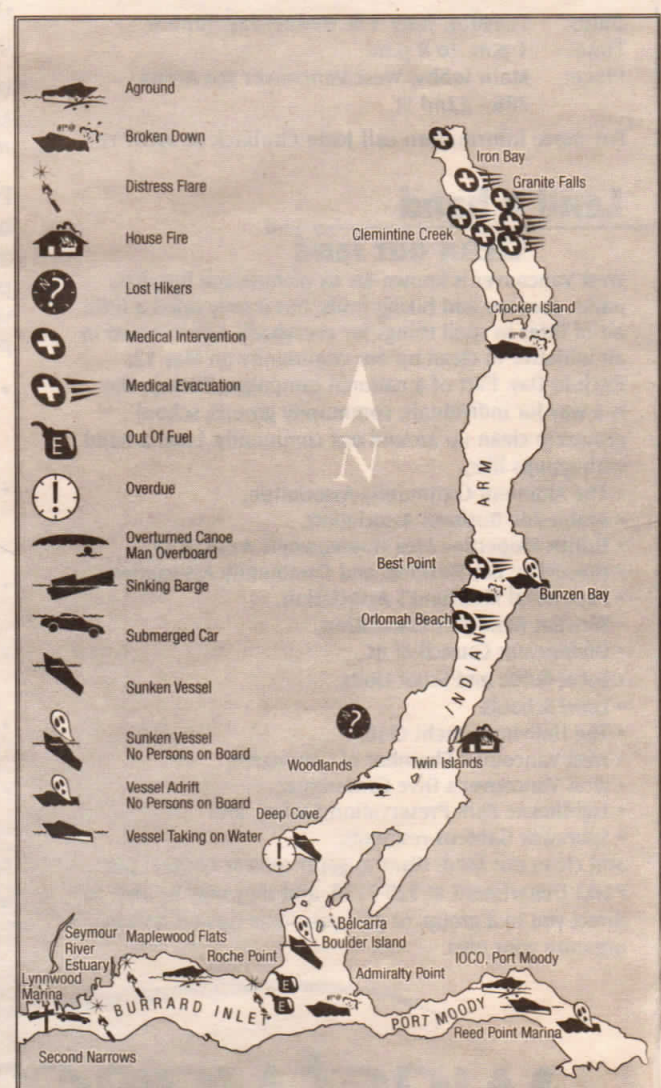 Aground
Broken Down
Distress Flare
House Fire
Lost Hikers
Medical Intervention
Medical Evacuation
E
Out Of Fuel
Overdue
Overturned Canoe
Man Overboard
Sinking Barge
Submerged Car
Sunken Vessel
Sunken Vessel
No Persons on Board
Vessel Adrift
No Persons on Board
Vessel Taking on Water
N
Iron Bay
Granite Falls
Clemintine Creek
Crocker Island
INDIAN ARM
Best Point
Bunzen Bay
Orlomah Beach
Woodlands
Twin Islands
Deep Cove
Belcarra
Boulder Island
Seymour
River
Estuary
Maplewood Flats
Roche Point
Admiralty Point
IOCO, Port Moody
Lynnwood
Marina
BURRARD INLET
E
E
PORT MOODY
Reed Point Marina
Second Narrows